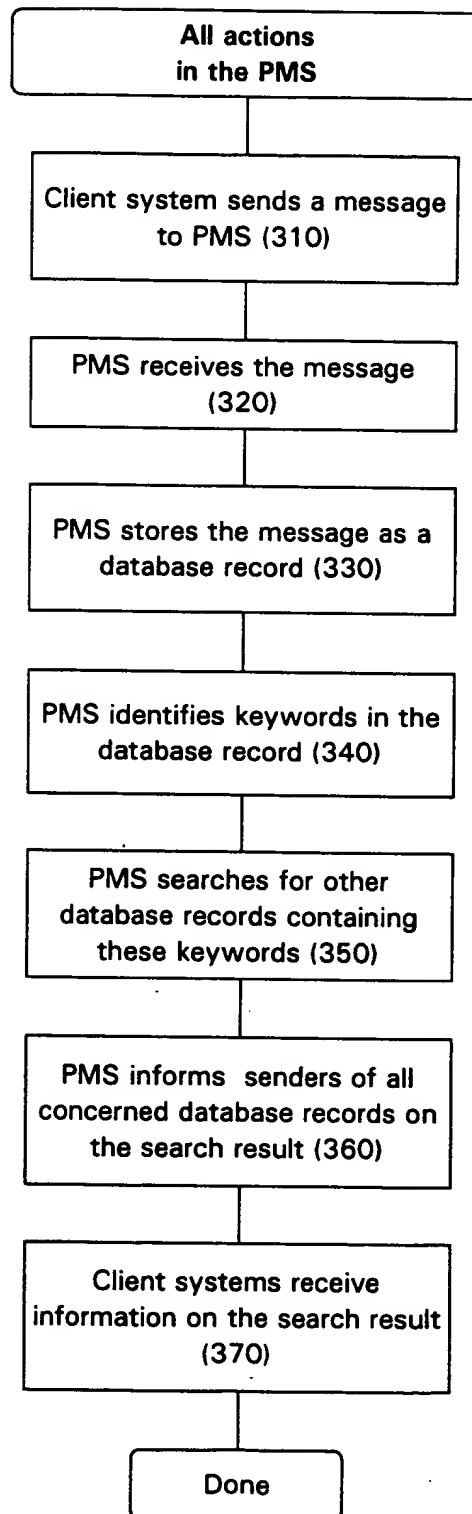 All actions
in the PMS
Client system sends a message
to PMS (310)
PMS receives the message
(320)
PMS stores the message as a
database record (330)
PMS identifies keywords in the
database record (340)
PMS searches for other
database records containing
these keywords (350)
PMS informs senders of all
concerned database records on
the search result (360)
Client systems receive
information on the search result
(370)
Done